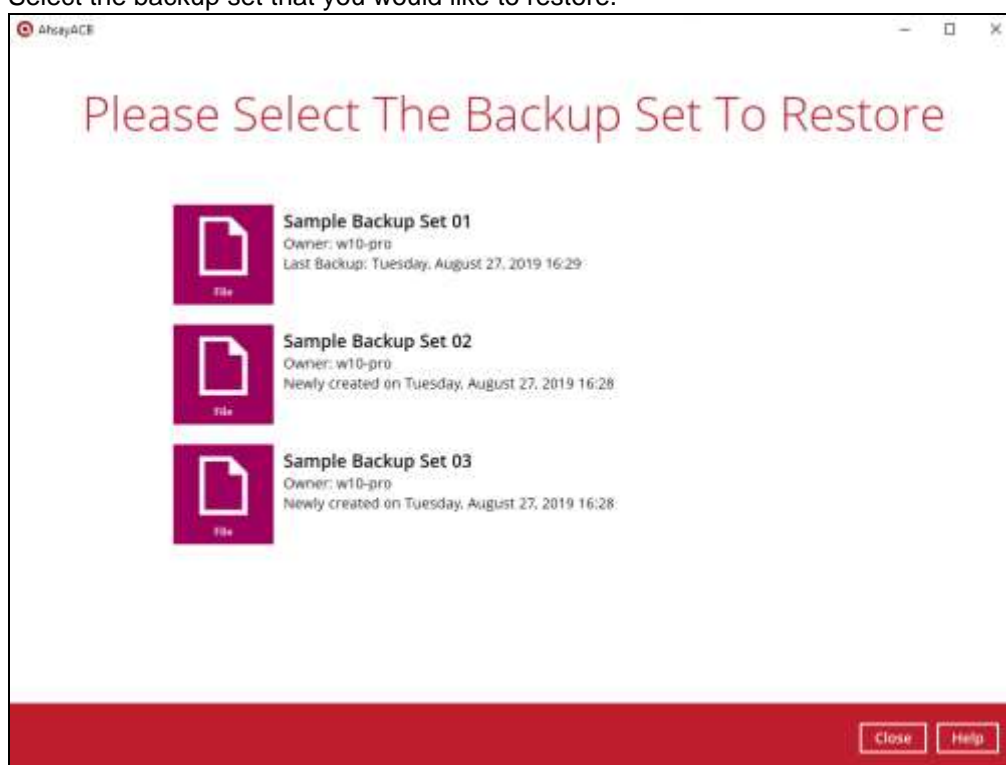 Select the backup set that you would like to restore.
AhsayACB
Please Select The Backup Set To Restore
Sample Backup Set 01
Owner: w10-pro
Last Backup: Tuesday, August 27, 2019 16:29
File
Sample Backup Set 02
Owner: w10-pro
Newly created on Tuesday, August 27, 2019 16:28
File
Sample Backup Set 03
Owner: w10-pro
Newly created on Tuesday, August 27, 2019 16:28
File
Close Help